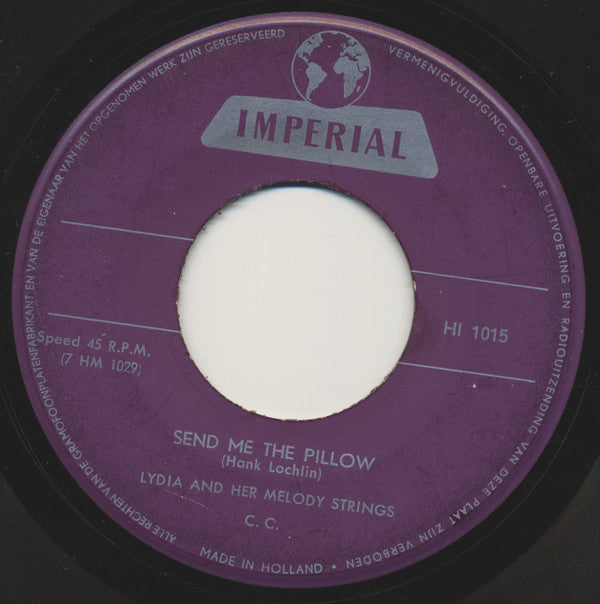 IMPERIAL
ALLE RECHTEN VAN DE GRAMOFOONPLATENFABRIKANT EN VAN DE EIGENAAR VAN HET OPGENOMEN WERK ZIJN GERESERVEERD
VERMENIGVULDIGING, OPENBARE UITVOERING EN RADIOUITZENDING VAN DEZE PLAAT ZIJN VERBODEN
HI 1015
Speed 45 R.P.M.
(7 HM 1029)
SEND ME THE PILLOW
(Hank Lochlin)
LYDIA AND HER MELODY STRINGS
C. C.
MADE IN HOLLAND •